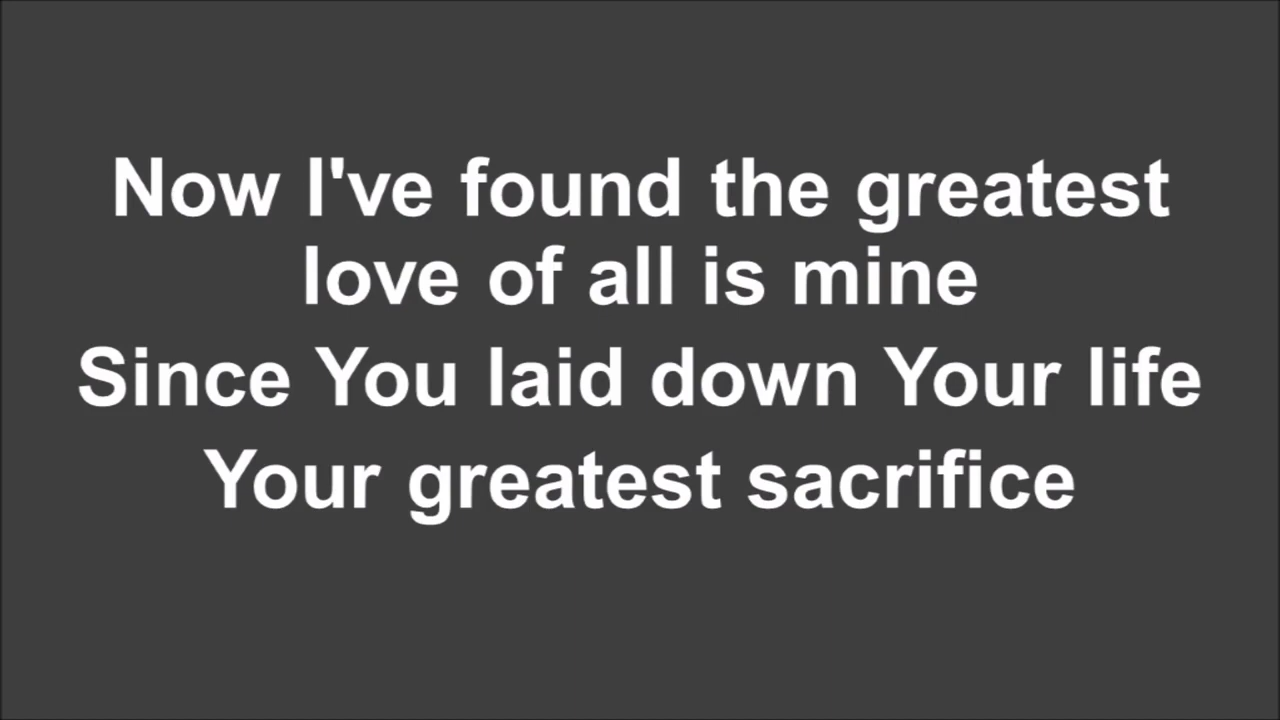 Now I've found the greatest
love of all is mine
Since You laid down Your life
Your greatest sacrifice